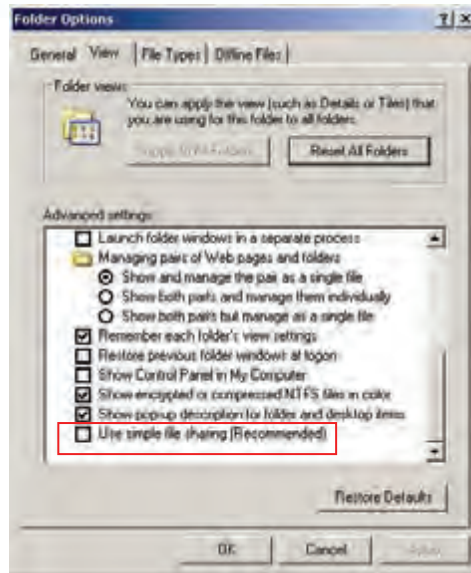 Folder Options
General View File Types Offline Files
Folder views
You can apply the view (such as Details or Tiles) that
you are using for this folder to all folders.
Reset All Folders
Advanced settings:
Launch folder windows in a separate process
Managing pairs of Web pages and folders
Show and manage the pair as a single file
Show both parts and manage them individually
Show both parts but manage as a single file
Remember each folder's view settings
Restore previous folder windows at logon
Show Control Panel in My Computer
Show encrypted or compressed NTFS files in color
Show pop-up description for folder and desktop items
Use simple file sharing (Recommended)
Restore Defaults
OK Cancel Apply